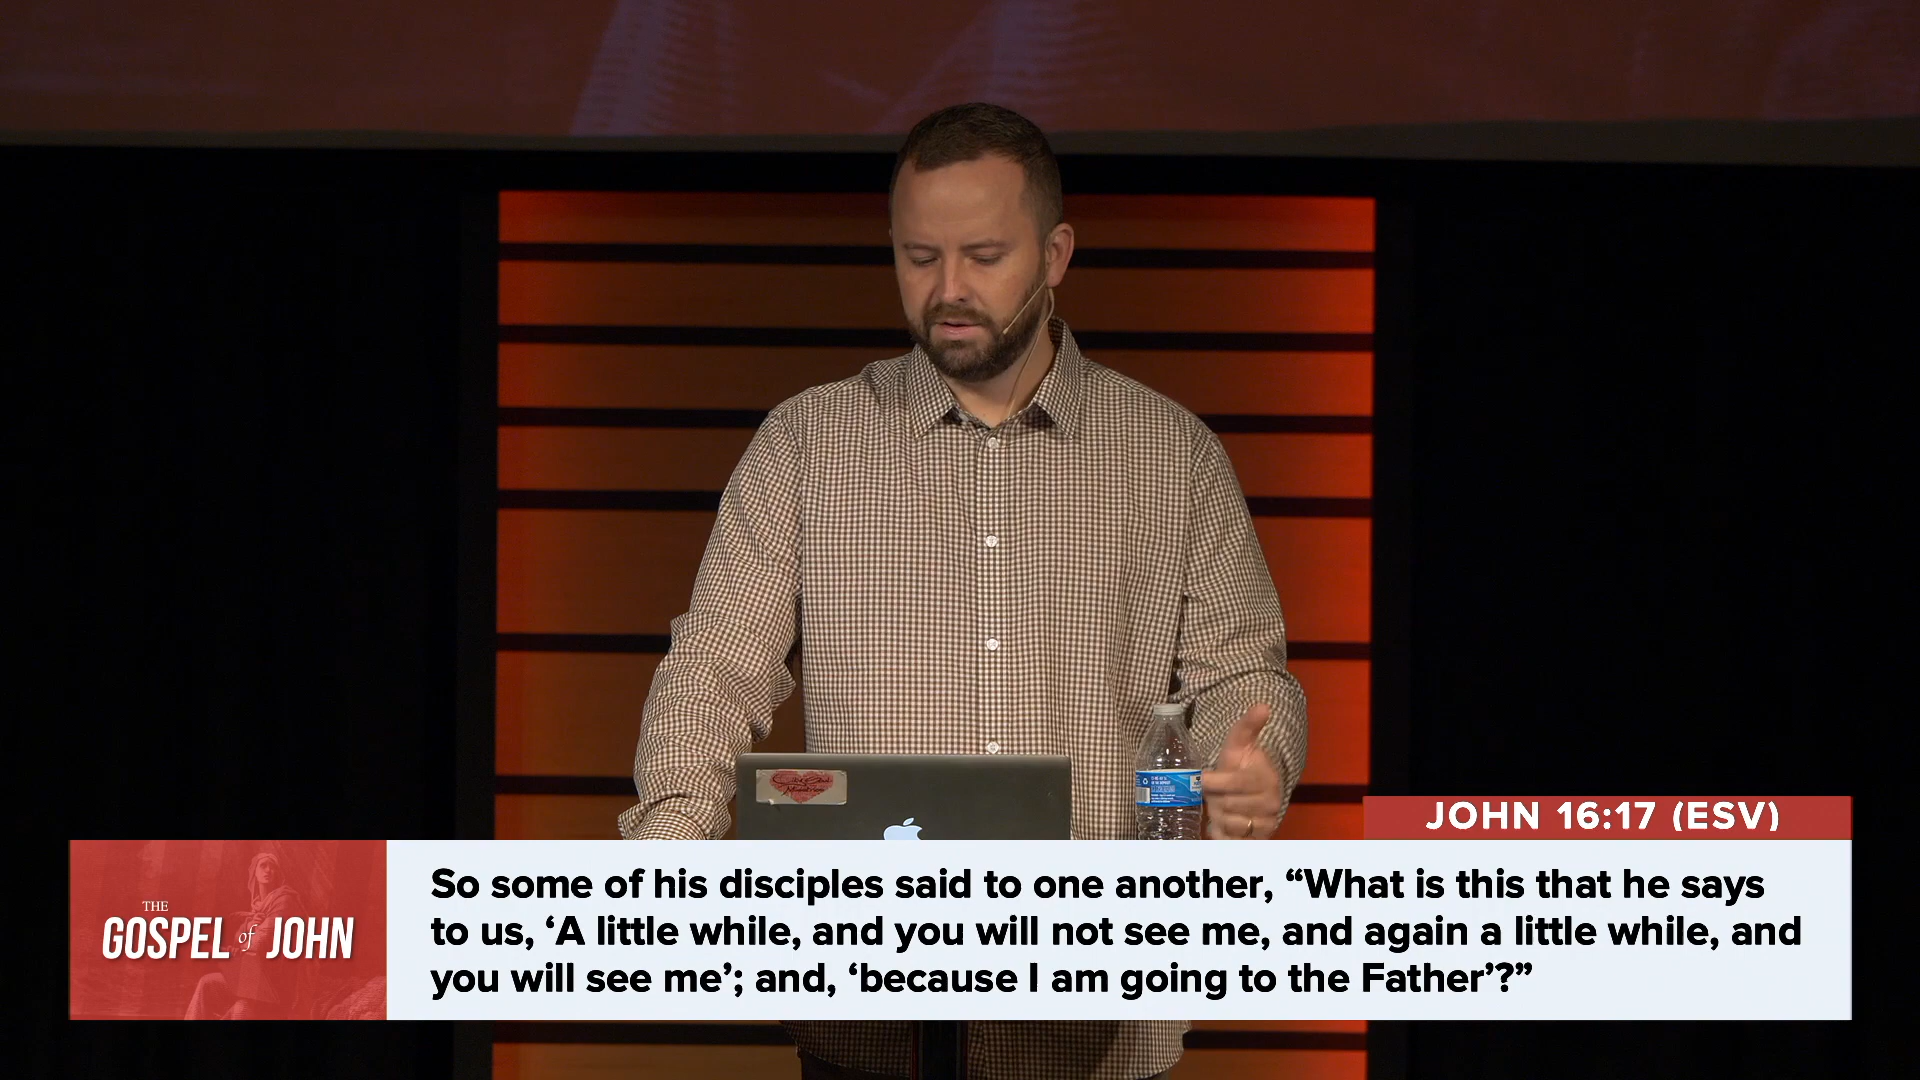 JOHN 16:17 (ESV)
THE
GOSPEL of JOHN
So some of his disciples said to one another, “What is this that he says
to us, ‘A little while, and you will not see me, and again a little while, and
you will see me’; and, ‘because I am going to the Father’?”